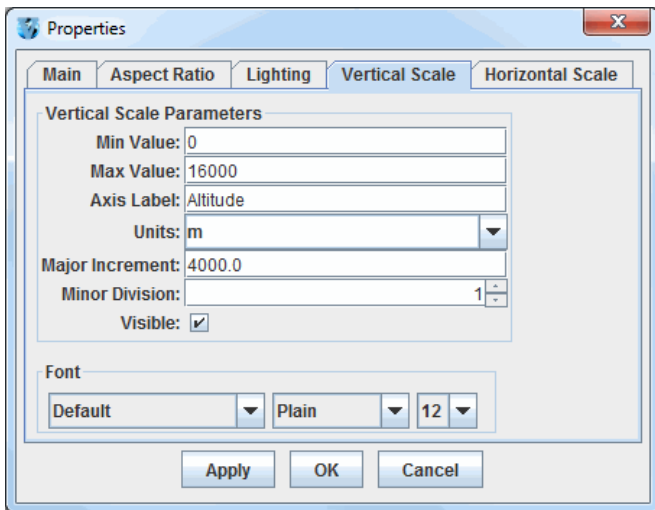 Properties
Main Aspect Ratio Lighting Vertical Scale Horizontal Scale
Vertical Scale Parameters
Min Value: 0
Max Value: 16000
Axis Label: Altitude
Units: m
Major Increment: 4000.0
Minor Division: 1
Visible:
Font
Default Plain 12
Apply OK Cancel